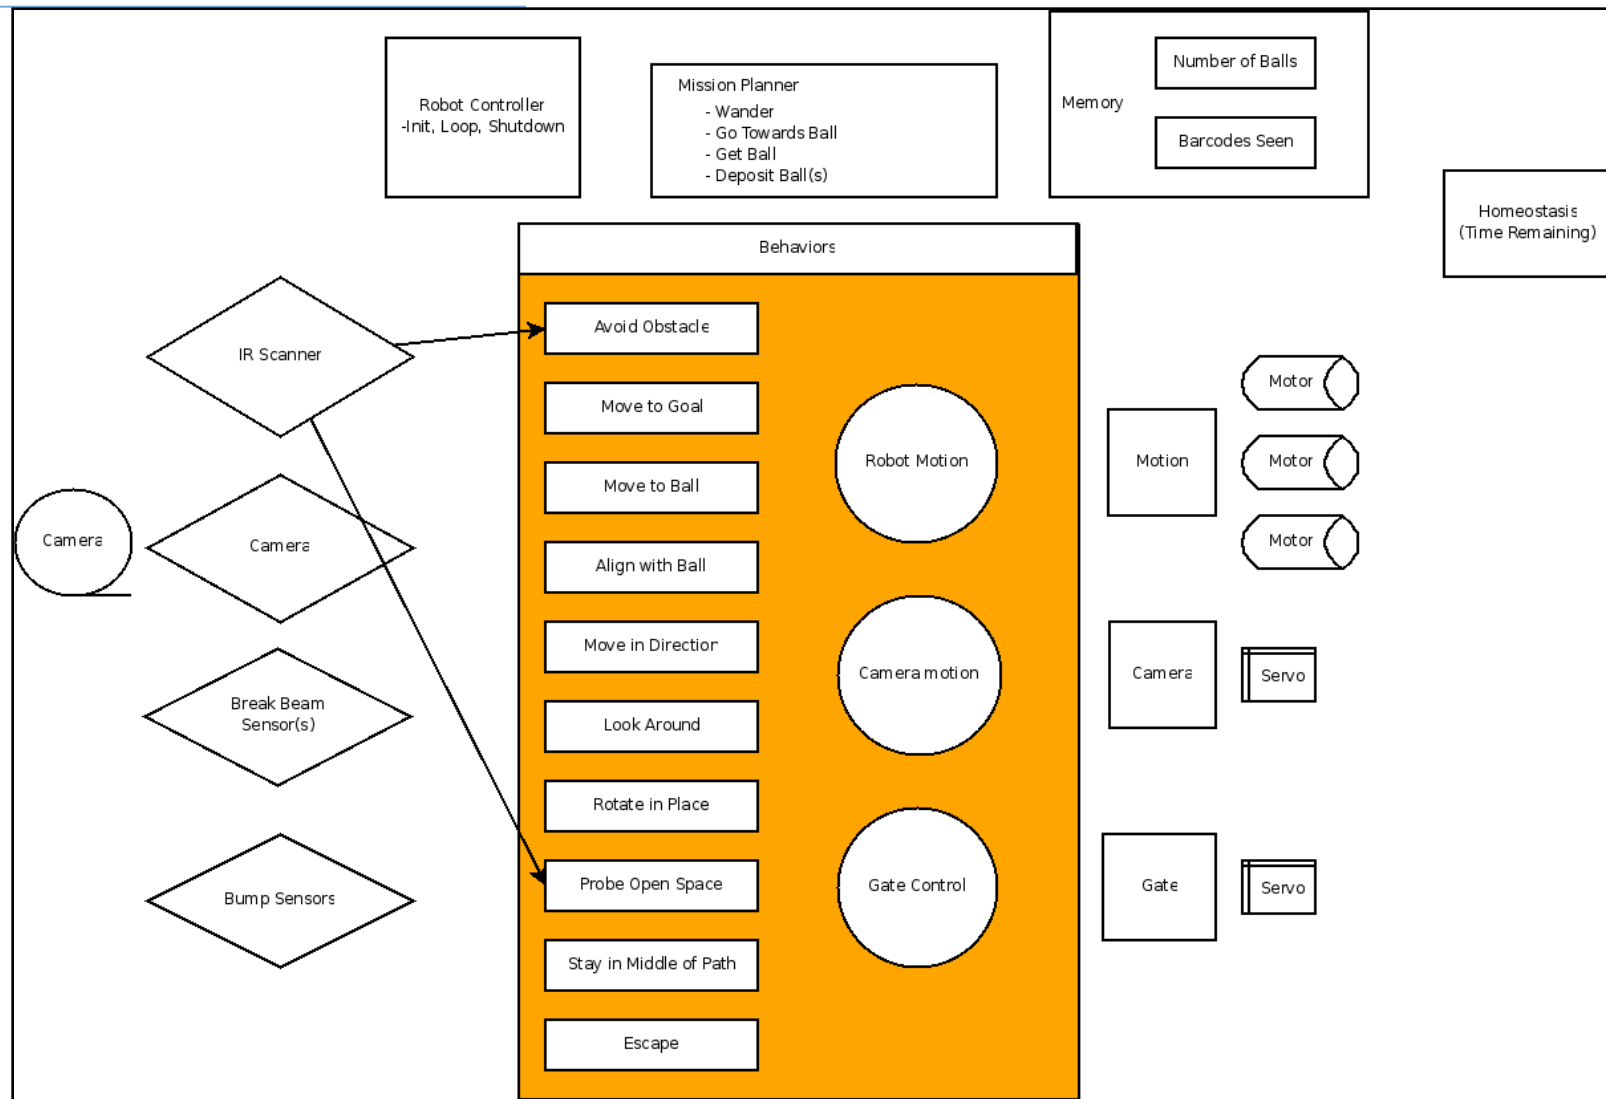 Robot Controller
-Init, Loop, Shutdown
Mission Planner
- Wander
- Go Towards Ball
- Get Ball
- Deposit Ball(s)
Memory
Number of Balls
Barcodes Seen
Homeostasis
(Time Remaining)
Behaviors
IR Scanner
Camera
Camera
Break Beam
Sensor(s)
Bump Sensors
Avoid Obstacle
Move to Goal
Move to Ball
Align with Ball
Move in Direction
Look Around
Rotate in Place
Probe Open Space
Stay in Middle of Path
Escape
Robot Motion
Camera motion
Gate Control
Motion
Camera
Gate
Motor
Motor
Motor
Servo
Servo